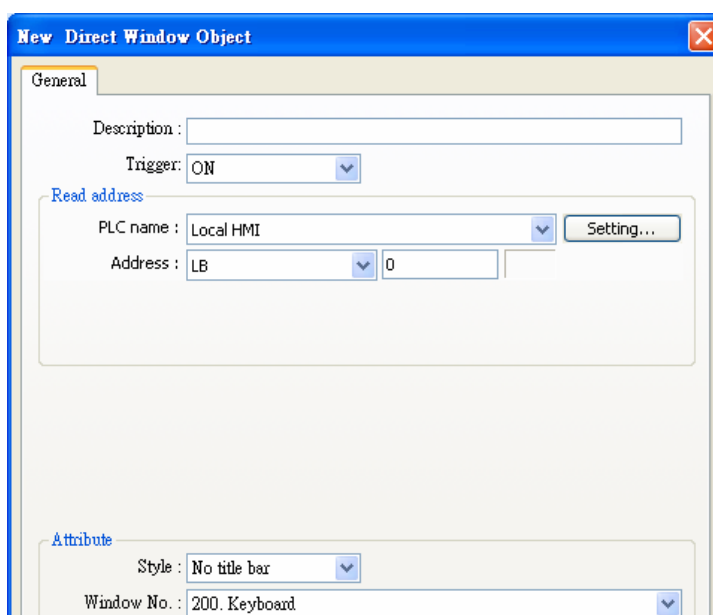 New Direct Window Object
General
Description :
Trigger: ON
Read address
PLC name : Local HMI Setting...
Address : LB 0
Attribute
Style : No title bar
Window No. : 200. Keyboard